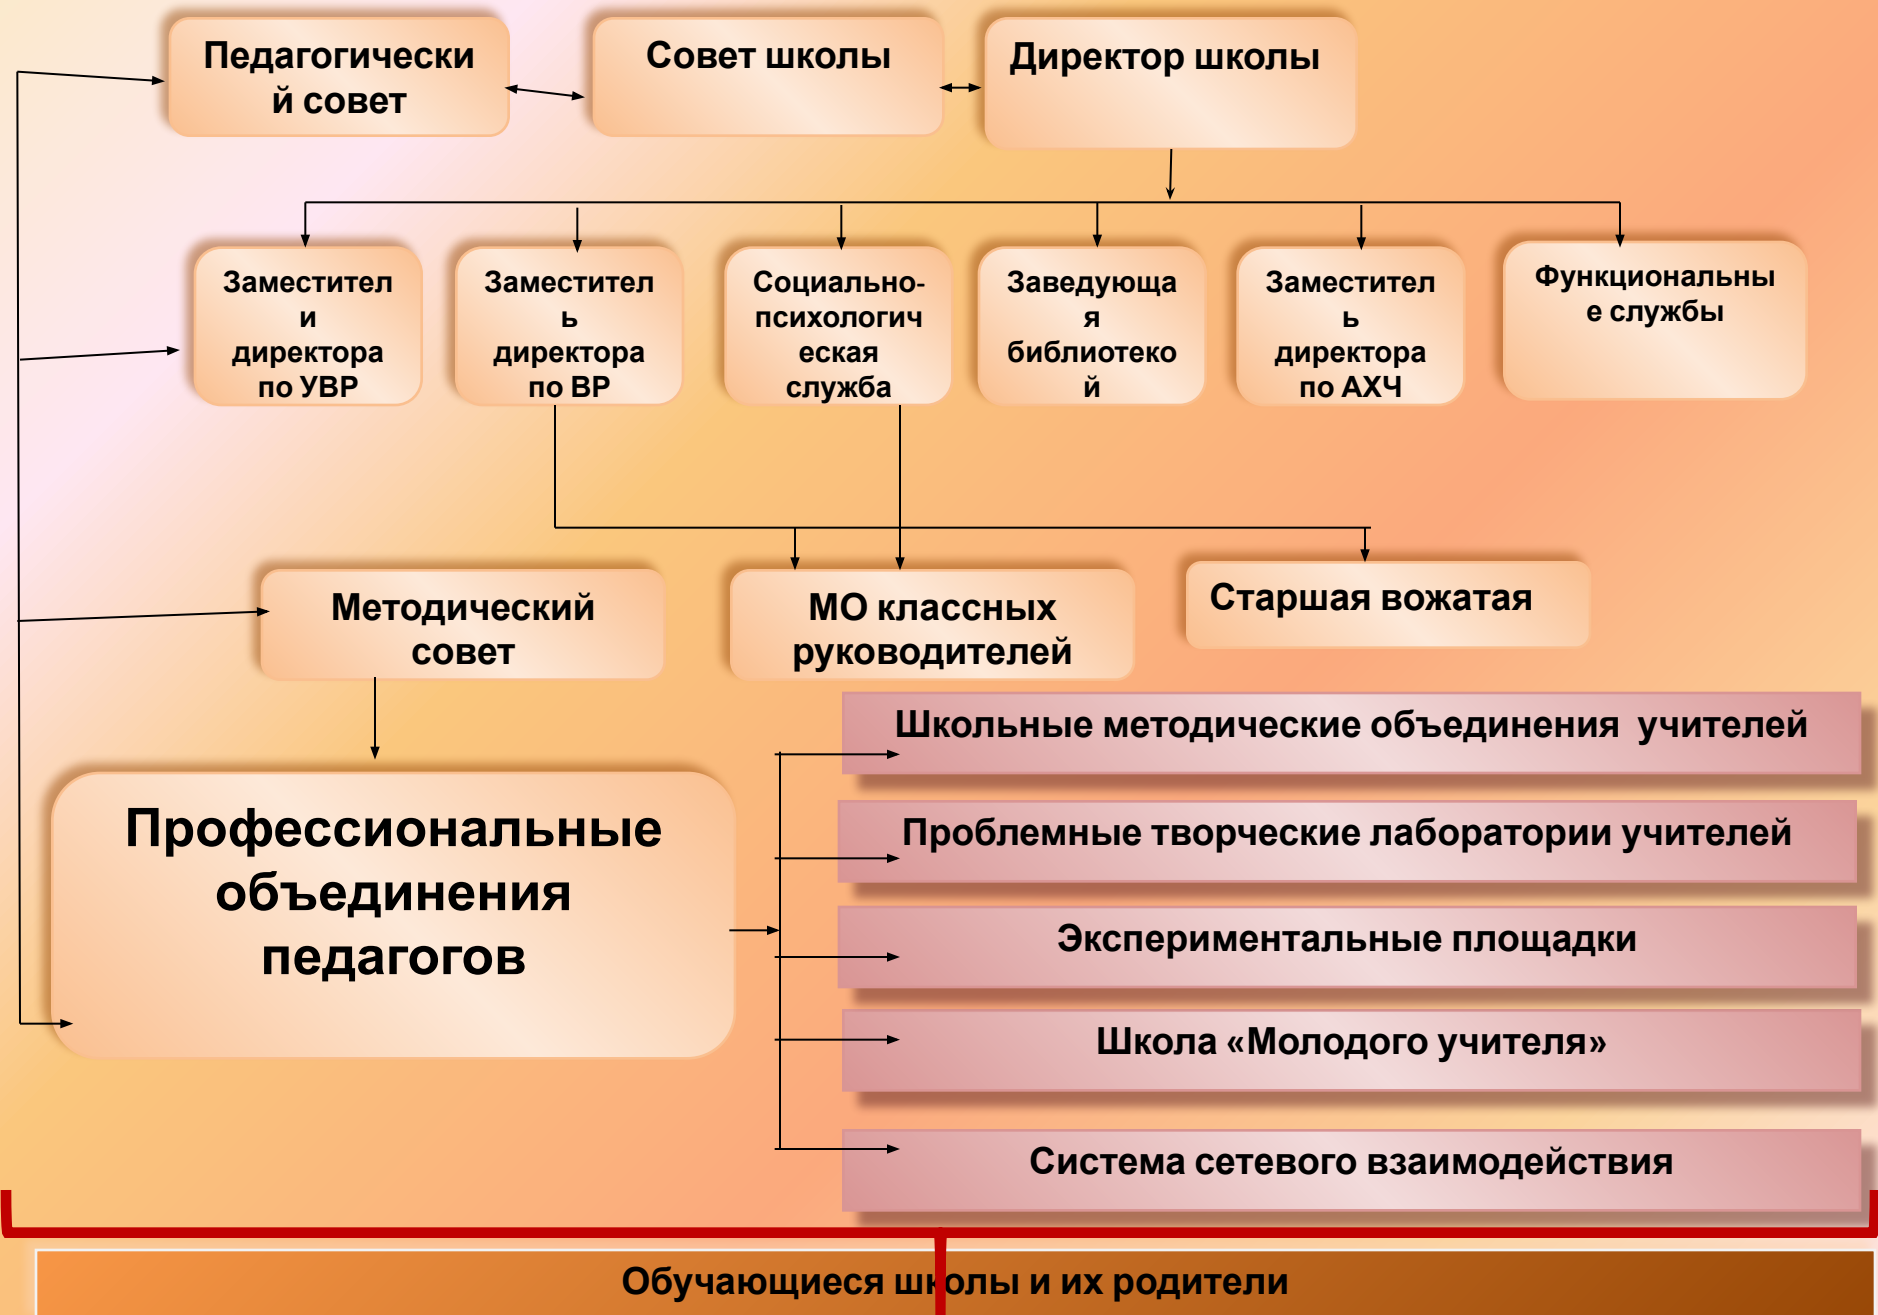 Педагогически
й совет
Совет школы
Директор школы
Заместител
и
директора
по УВР
Заместител
ь
директора
по ВР
Социально-
психологич
еская
служба
Заведующа
я
библиотеко
й
Заместител
ь
директора
по АХЧ
Функциональны
е службы
Методический
совет
МО классных
руководителей
Старшая вожатая
Школьные методические объединения  учителей
Проблемные творческие лаборатории учителей
Профессиональные
объединения
педагогов
Экспериментальные площадки
Школа «Молодого учителя»
Система сетевого взаимодействия
Обучающиеся школы и их родители